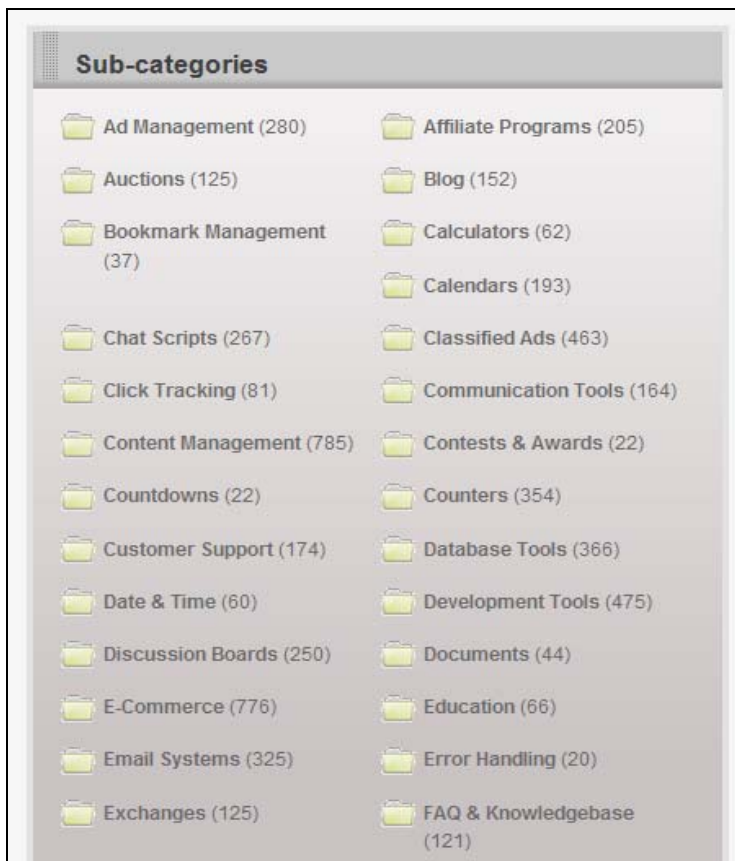 Sub-categories
Ad Management (280)
Affiliate Programs (205)
Auctions (125)
Blog (152)
Bookmark Management
(37)
Calculators (62)
Calendars (193)
Chat Scripts (267)
Classified Ads (463)
Click Tracking (81)
Communication Tools (164)
Content Management (785)
Contests & Awards (22)
Countdowns (22)
Counters (354)
Customer Support (174)
Database Tools (366)
Date & Time (60)
Development Tools (475)
Discussion Boards (250)
Documents (44)
E-Commerce (776)
Education (66)
Email Systems (325)
Error Handling (20)
Exchanges (125)
FAQ & Knowledgebase
(121)